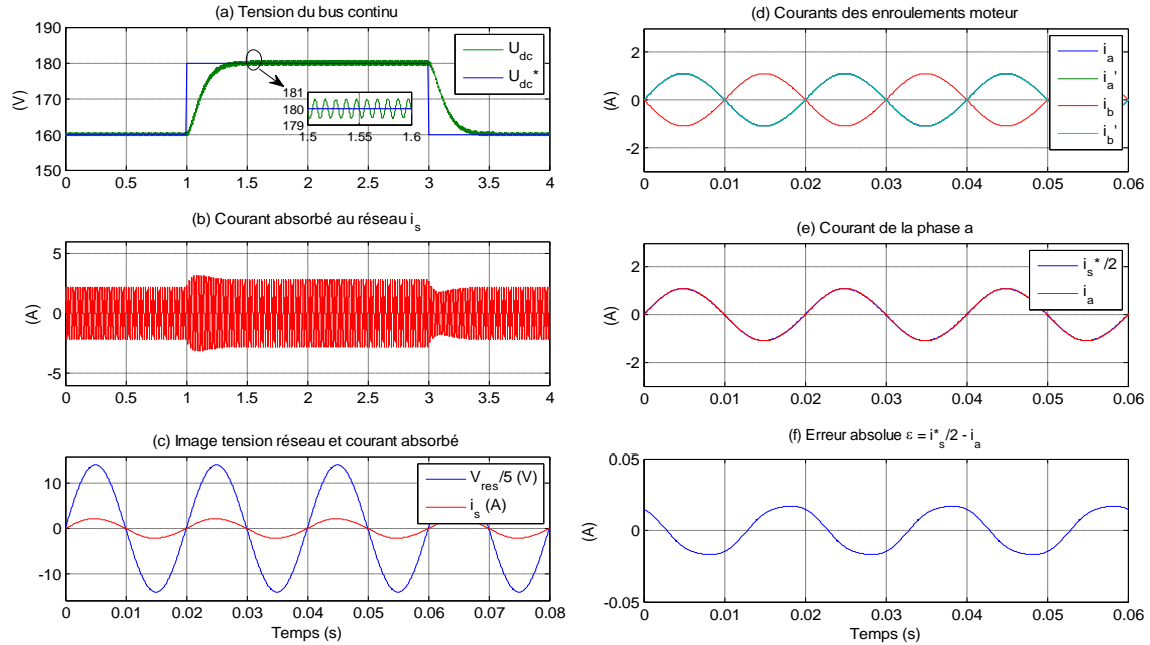 (a) Tension du bus continu
190
180
170
160
150
(V)
U_dc
U_dc*
181
180
179
1.5 1.55 1.6
0 0.5 1 1.5 2 2.5 3 3.5 4
(b) Courant absorbé au réseau i_s
5
0
-5
(A)
0 0.5 1 1.5 2 2.5 3 3.5 4
(c) Image tension réseau et courant absorbé
10
0
-10
V_res/5 (V)
i_s (A)
0 0.01 0.02 0.03 0.04 0.05 0.06 0.07 0.08
Temps (s)
(d) Courants des enroulements moteur
2
0
-2
(A)
i_a
i_a'
i_b
i_b'
0 0.01 0.02 0.03 0.04 0.05 0.06
(e) Courant de la phase a
2
0
-2
(A)
i_s* /2
i_a
0 0.01 0.02 0.03 0.04 0.05 0.06
(f) Erreur absolue ε = i*_s/2 - i_a
0.05
0
-0.05
(A)
0 0.01 0.02 0.03 0.04 0.05 0.06
Temps (s)